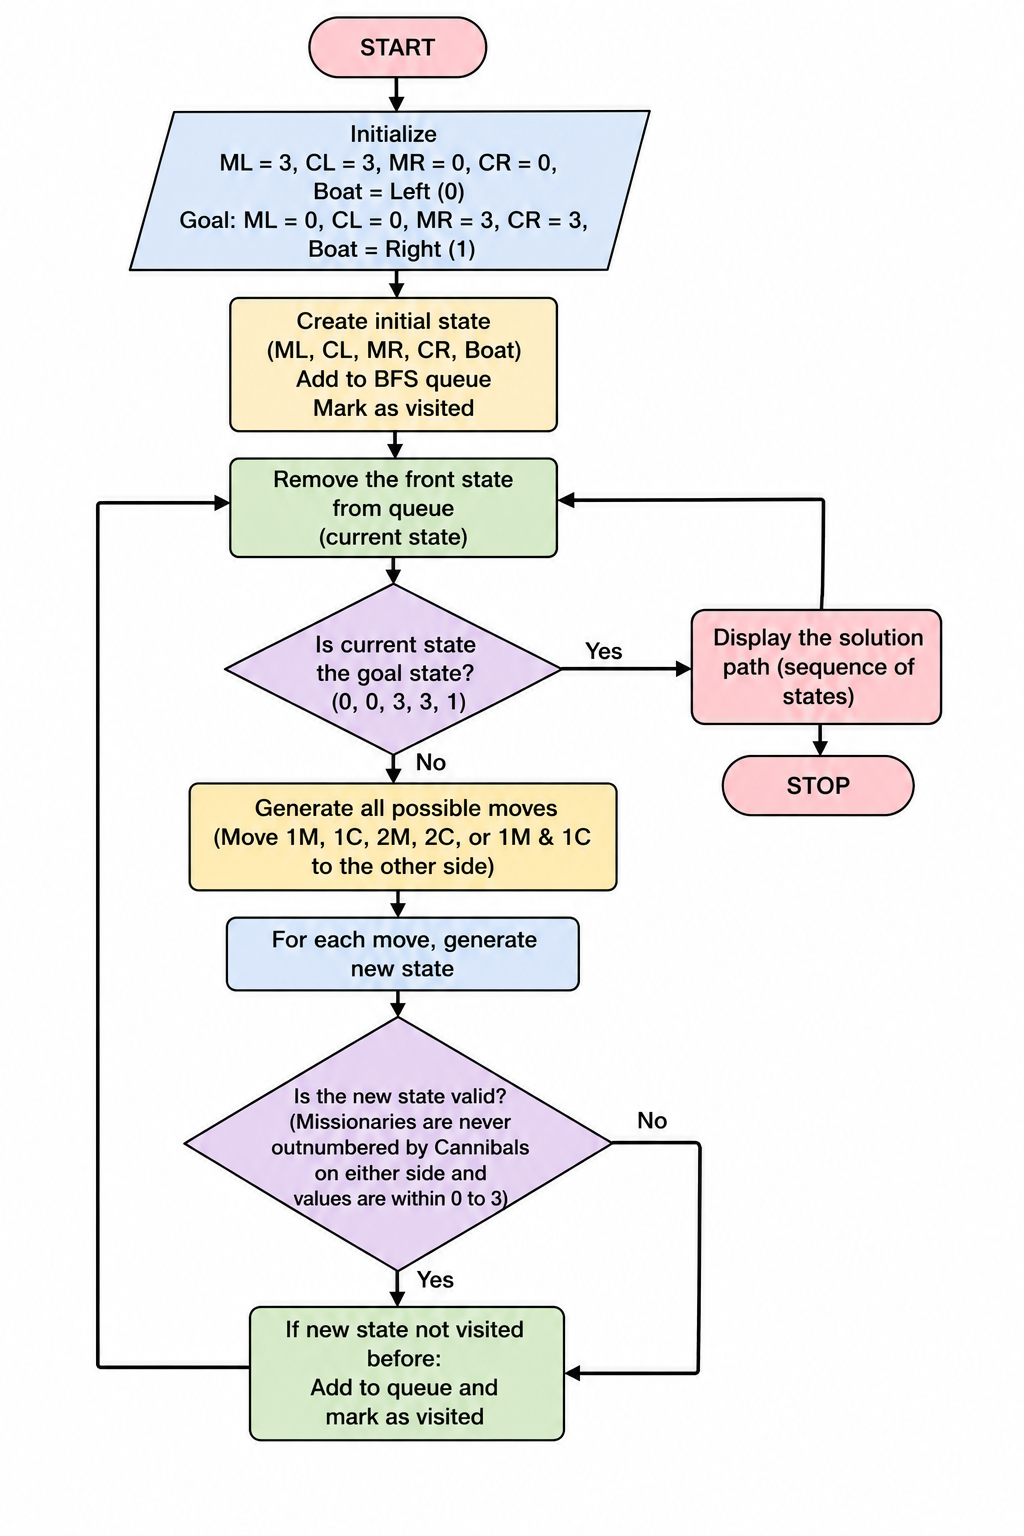 START
Initialize
ML = 3, CL = 3, MR = 0, CR = 0,
Boat = Left (0)
Goal: ML = 0, CL = 0, MR = 3, CR = 3,
Boat = Right (1)
Create initial state
(ML, CL, MR, CR, Boat)
Add to BFS queue
Mark as visited
Remove the front state
from queue
(current state)
Is current state
the goal state?
(0, 0, 3, 3, 1)
Yes
Display the solution
path (sequence of
states)
STOP
No
Generate all possible moves
(Move 1M, 1C, 2M, 2C, or 1M & 1C
to the other side)
For each move, generate
new state
Is the new state valid?
(Missionaries are never
outnumbered by Cannibals
on either side and
values are within 0 to 3)
No
Yes
If new state not visited
before:
Add to queue and
mark as visited